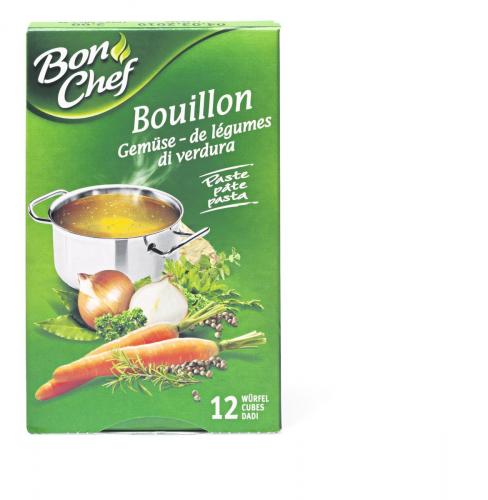 Bon
Chef
Bouillon
Gemüse - de légumes
di verdura
Paste
pâte
pasta
12 WÜRFEL
CUBES
DADI